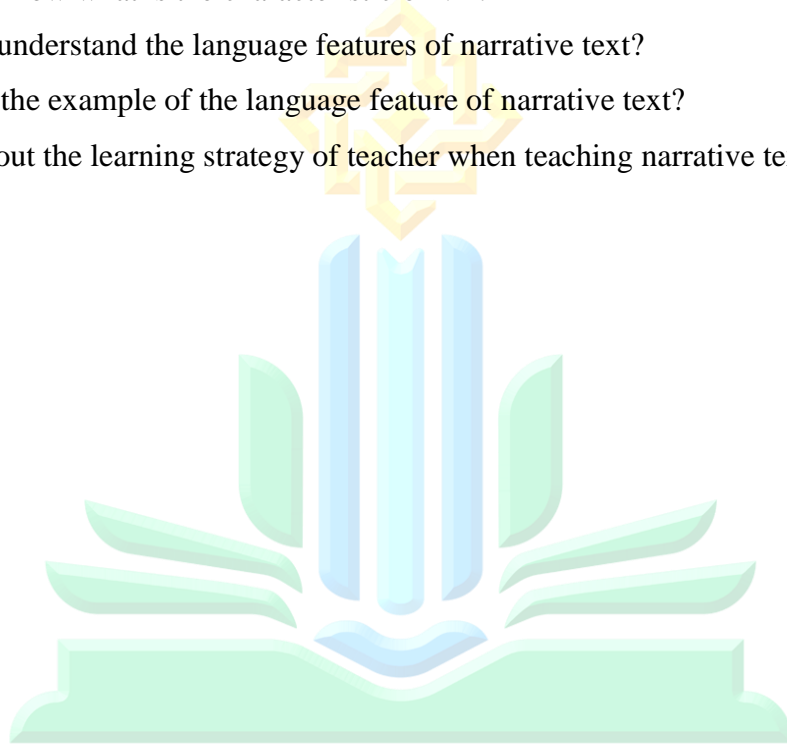 understand the language features of narrative text?
the example of the language feature of narrative text?
out the learning strategy of teacher when teaching narrative te